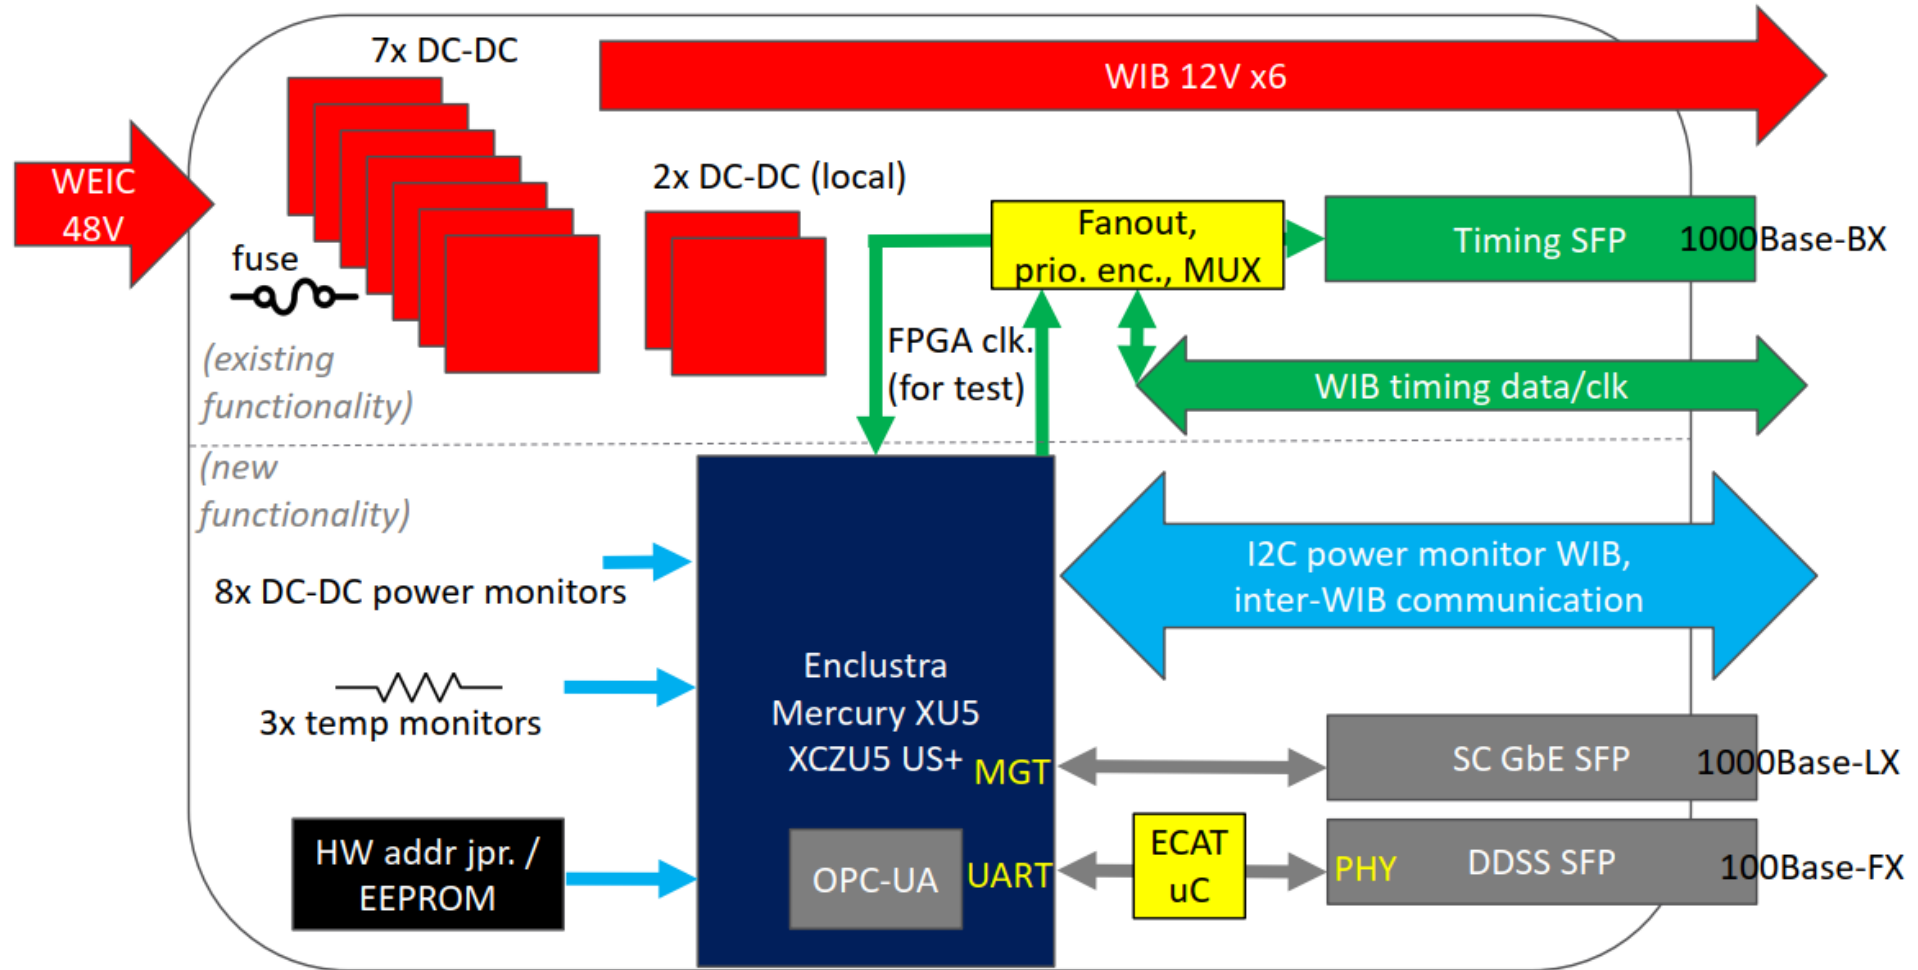 7x DC-DC
WIB 12V x6
WEIC
48V
2x DC-DC (local)
fuse
Fanout,
prio. enc., MUX
Timing SFP
1000Base-BX
FPGA clk.
(for test)
(existing
functionality)
WIB timing data/clk
(new
functionality)
8x DC-DC power monitors
I2C power monitor WIB,
inter-WIB communication
3x temp monitors
Enclustra
Mercury XU5
XCZU5 US+
MGT
SC GbE SFP
1000Base-LX
HW addr jpr. /
EEPROM
OPC-UA
UART
ECAT
uC
PHY
DDSS SFP
100Base-FX